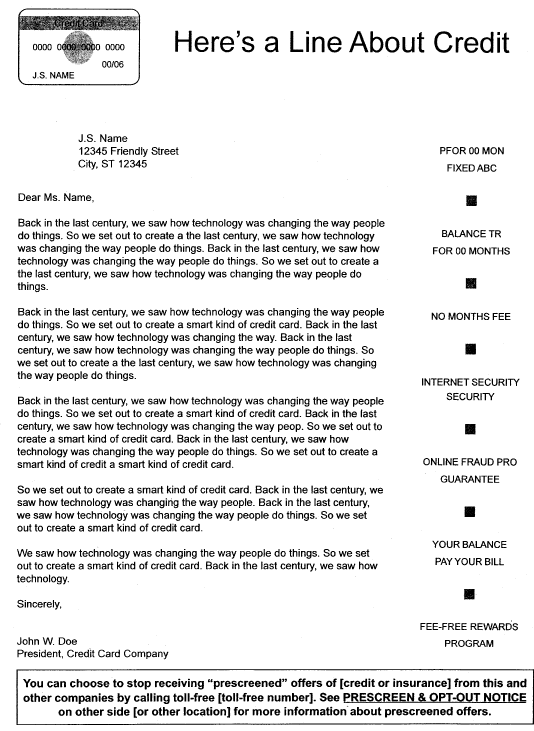 Credit Card
0000 0000 0000 0000
00/06
J.S. NAME
Here's a Line About Credit
J.S. Name
12345 Friendly Street
City, ST 12345
Dear Ms. Name,
Back in the last century, we saw how technology was changing the way people
do things. So we set out to create a the last century, we saw how technology
was changing the way people do things. Back in the last century, we saw how
technology was changing the way people do things. So we set out to create a
the last century, we saw how technology was changing the way people do
things.
Back in the last century, we saw how technology was changing the way people
do things. So we set out to create a smart kind of credit card. Back in the last
century, we saw how technology was changing the way. Back in the last
century, we saw how technology was changing the way people do things. So
we set out to create a the last century, we saw how technology was changing
the way people do things.
Back in the last century, we saw how technology was changing the way people
do things. So we set out to create a smart kind of credit card. Back in the last
century, we saw how technology was changing the way peop. So we set out to
create a smart kind of credit card. Back in the last century, we saw how
technology was changing the way people do things. So we set out to create a
smart kind of credit a smart kind of credit card.
So we set out to create a smart kind of credit card. Back in the last century, we
saw how technology was changing the way people. Back in the last century,
we saw how technology was changing the way people do things. So we set
out to create a smart kind of credit card.
We saw how technology was changing the way people do things. So we set
out to create a smart kind of credit card. Back in the last century, we saw how
technology.
Sincerely,
John W. Doe
President, Credit Card Company
PFOR 00 MON
FIXED ABC
BALANCE TR
FOR 00 MONTHS
NO MONTHS FEE
INTERNET SECURITY
SECURITY
ONLINE FRAUD PRO
GUARANTEE
YOUR BALANCE
PAY YOUR BILL
FEE-FREE REWARDS
PROGRAM
You can choose to stop receiving "prescreened" offers of [credit or insurance] from this and
other companies by calling toll-free [toll-free number]. See PRESCREEN & OPT-OUT NOTICE
on other side [or other location] for more information about prescreened offers.